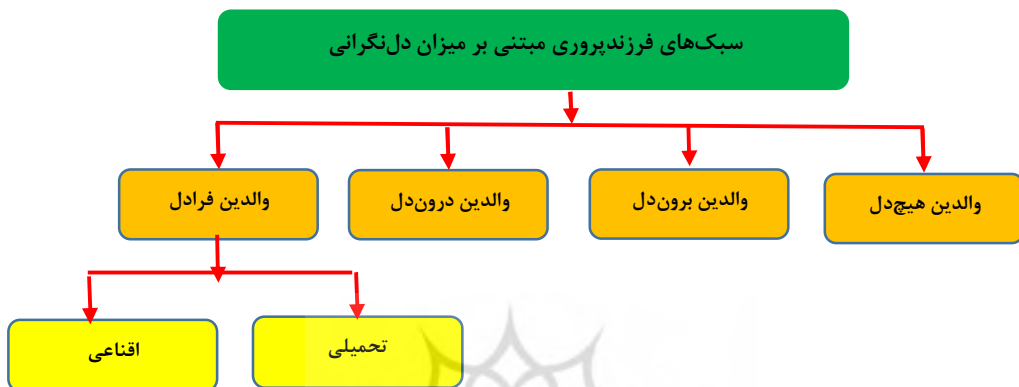 سبک‌های فرزندپروری مبتنی بر میزان دل‌نگرانی
والدین هیچ‌دل
والدین برون‌دل
والدین درون‌دل
والدین فرادل
تحمیلی
اقناعی